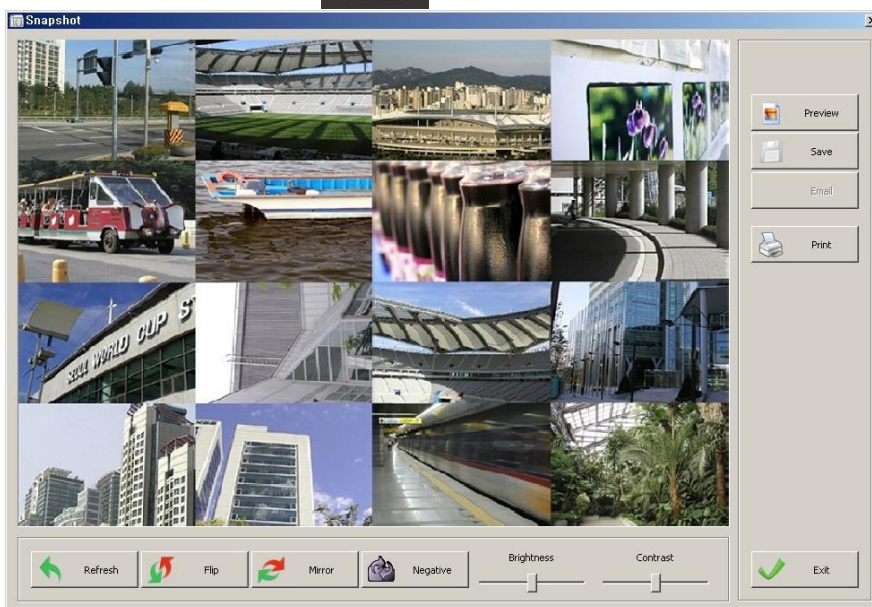 Snapshot
Preview
Save
Email
Print
SEOUL WORLD CUP ST
Refresh
Flip
Mirror
Negative
Brightness
Contrast
Exit